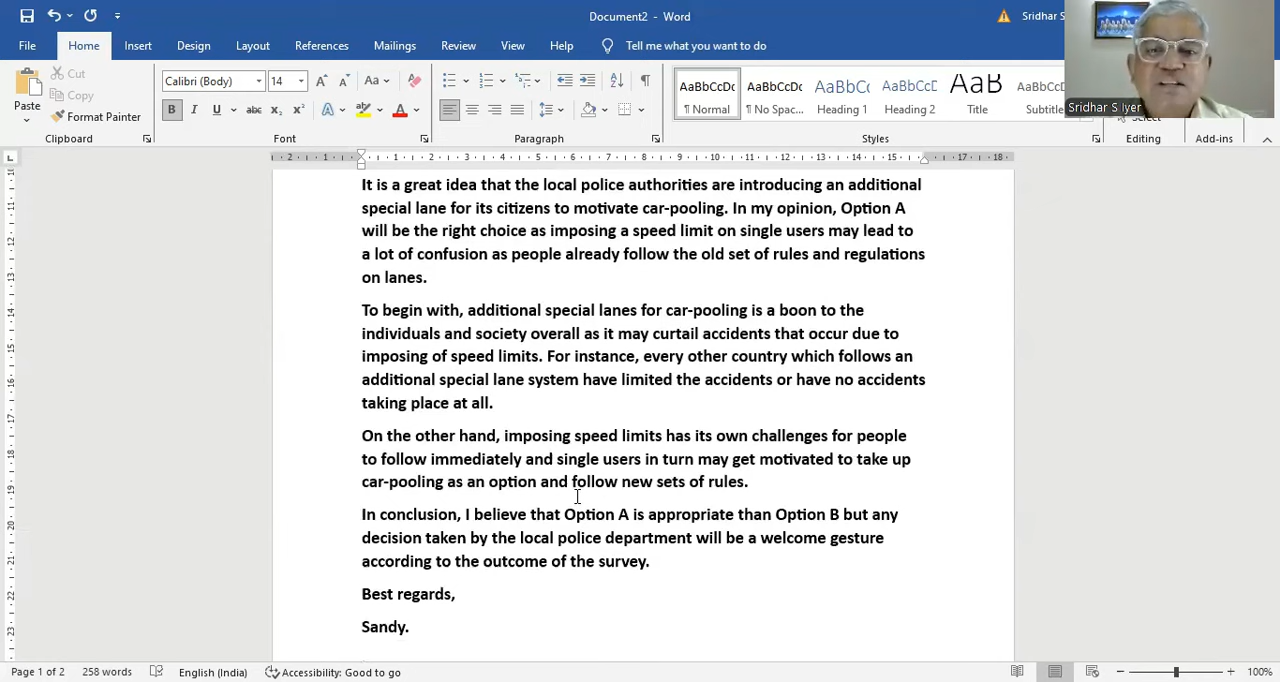 Document2 - Word
Sridhar S
File
Home
Insert
Design
Layout
References
Mailings
Review
View
Help
Tell me what you want to do
Paste
Cut
Copy
Format Painter
Clipboard
Calibri (Body)
14
Font
Paragraph
AaBbCcDc
¶ Normal
AaBbCcDc
¶ No Spac...
AaBbCc
Heading 1
AaBbCcD
Heading 2
AaB
Title
AaBbCcD
Subtitle
Styles
Select
Editing
Add-ins
Sridhar S Iyer
It is a great idea that the local police authorities are introducing an additional
special lane for its citizens to motivate car-pooling. In my opinion, Option A
will be the right choice as imposing a speed limit on single users may lead to
a lot of confusion as people already follow the old set of rules and regulations
on lanes.
To begin with, additional special lanes for car-pooling is a boon to the
individuals and society overall as it may curtail accidents that occur due to
imposing of speed limits. For instance, every other country which follows an
additional special lane system have limited the accidents or have no accidents
taking place at all.
On the other hand, imposing speed limits has its own challenges for people
to follow immediately and single users in turn may get motivated to take up
car-pooling as an option and follow new sets of rules.
In conclusion, I believe that Option A is appropriate than Option B but any
decision taken by the local police department will be a welcome gesture
according to the outcome of the survey.
Best regards,
Sandy.
Page 1 of 2
258 words
English (India)
Accessibility: Good to go
100%